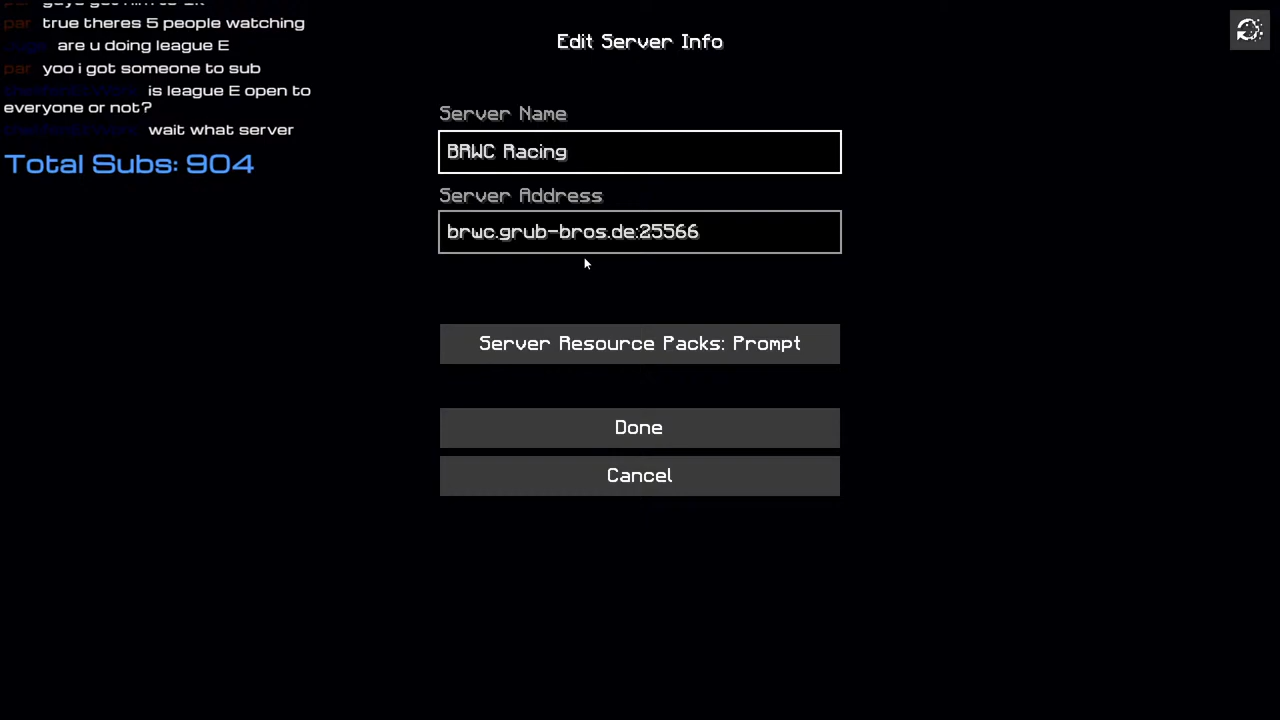 true theres 5 people watching
are u doing league E
par yoo i got someone to sub
is league E open to
everyone or not?
wait what server
Total Subs: 904
Edit Server Info
Server Name
BRWC Racing
Server Address
brwc.grub-bros.de:25566
Server Resource Packs: Prompt
Done
Cancel